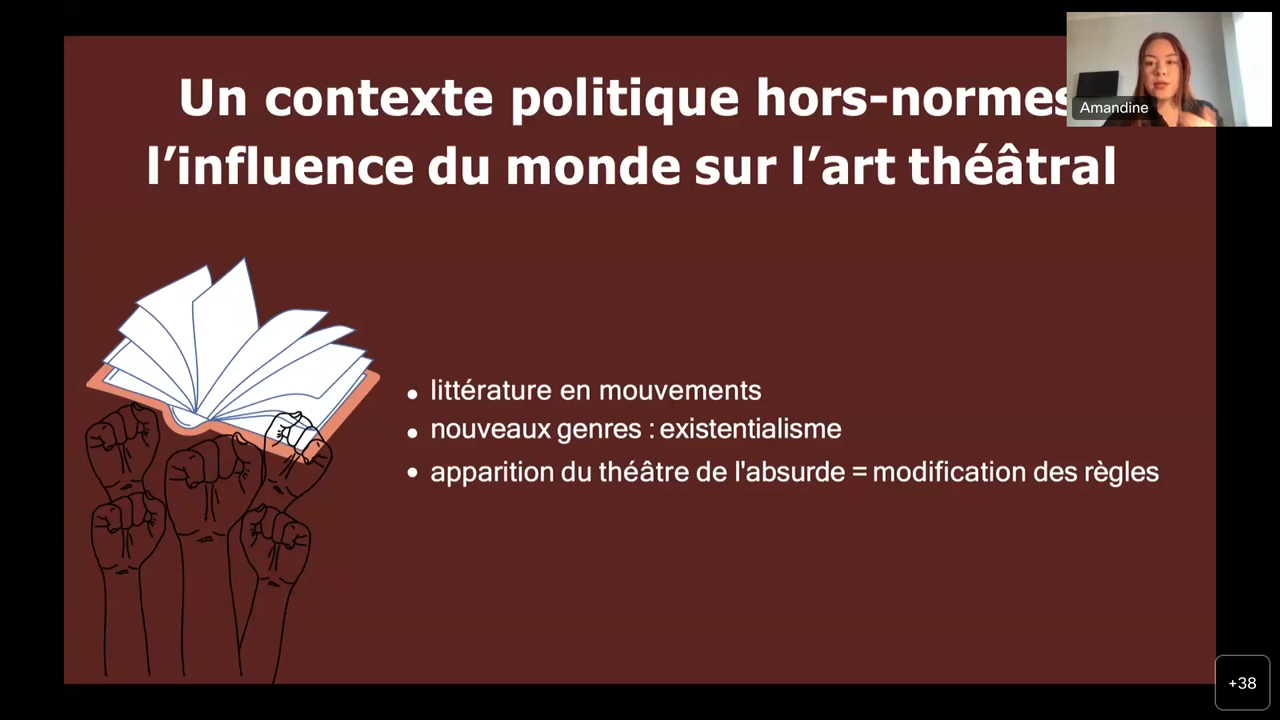 Un contexte politique hors-normes
l’influence du monde sur l’art théâtral
Amandine
• littérature en mouvements
• nouveaux genres : existentialisme
• apparition du théâtre de l'absurde = modification des règles
+38